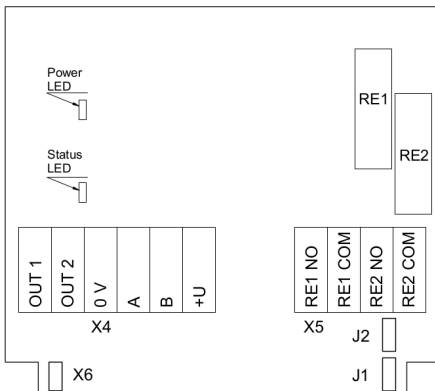 Power
LED
RE1
RE2
Status
LED
OUT 1
OUT 2
0 V
A
B
+U
RE1 NO
RE1 COM
RE2 NO
RE2 COM
X4
X5
J2
X6
J1